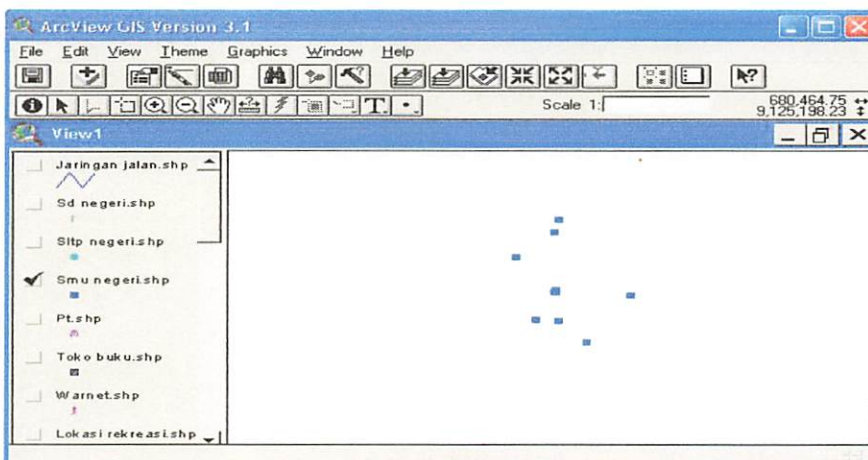 ArcView GIS Version 3.1
File Edit View Theme Graphics Window Help
Scale 1:
680,464.75
9,125,198.23
View1
Jaringan jalan.shp
Sd negeri.shp
Sltp negeri.shp
Smu negeri.shp
Pt.shp
Toko buku.shp
Warnet.shp
Lokasi rekreasi.shp